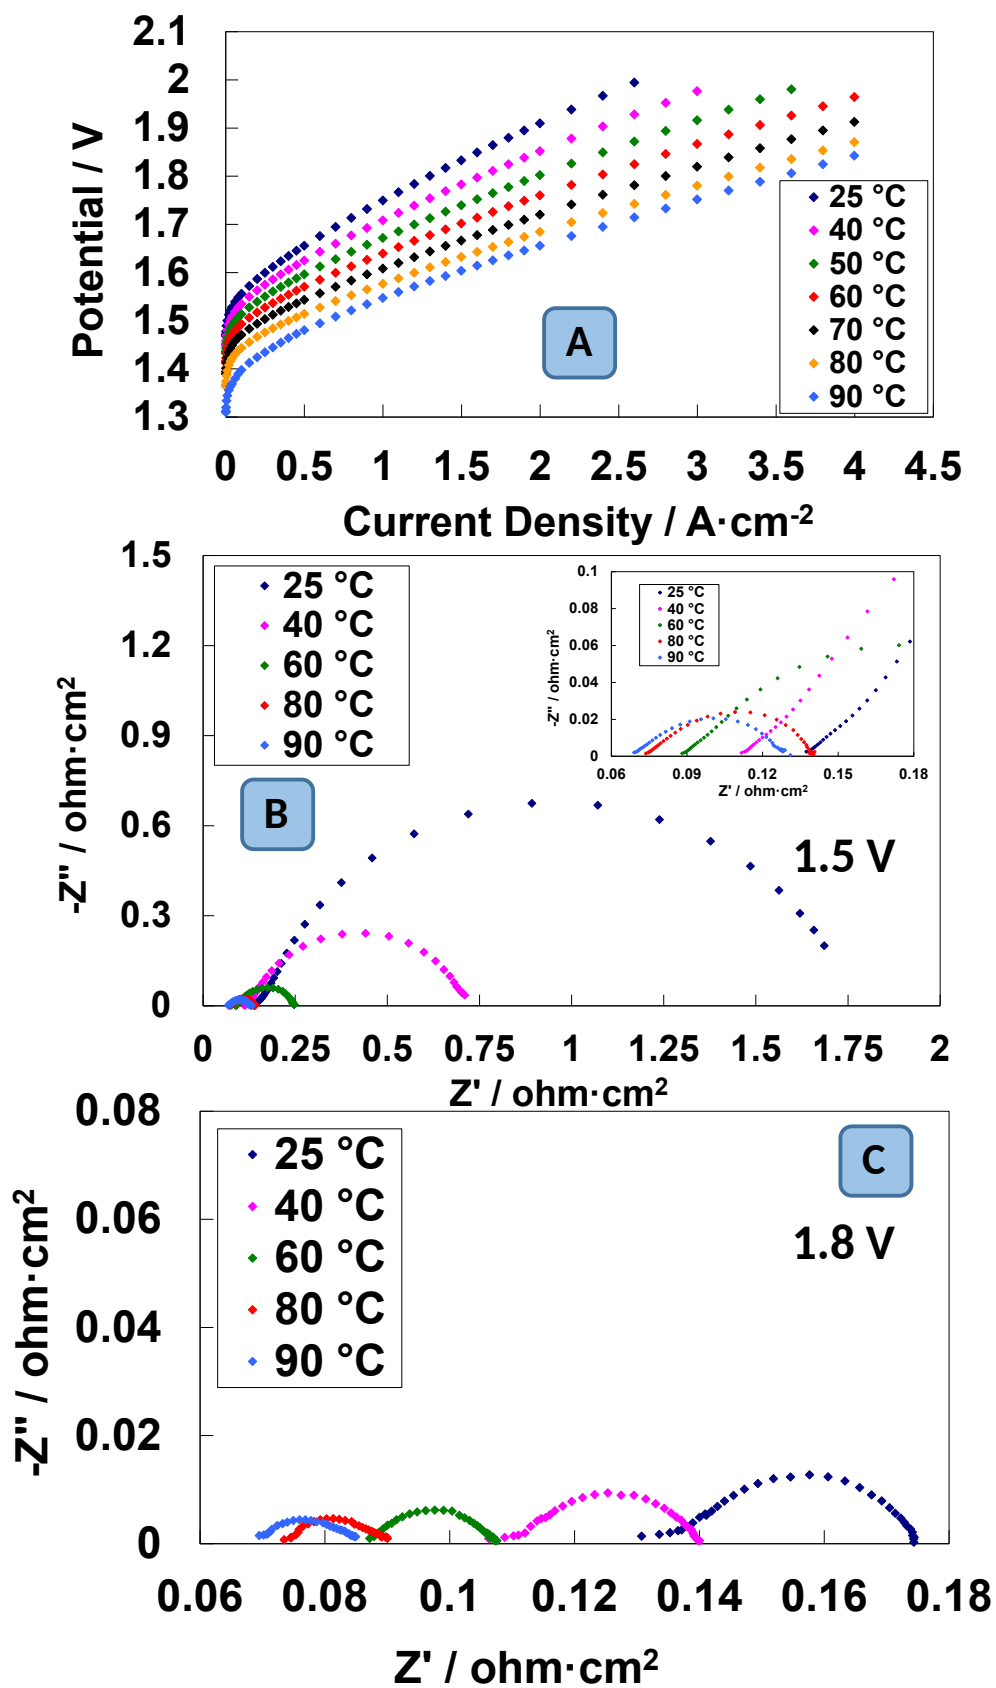 2.1
2
1.9
1.8
1.7
1.6
1.5
1.4
1.3
Potential / V
25 °C
40 °C
50 °C
60 °C
70 °C
80 °C
90 °C
A
0 0.5 1 1.5 2 2.5 3 3.5 4 4.5
Current Density / A·cm-2
1.5
1.2
0.9
0.6
0.3
0
-Z" / ohm·cm2
25 °C
40 °C
60 °C
80 °C
90 °C
0.1
0.08
0.06
0.04
0.02
0
-Z" / ohm·cm2
25 °C
40 °C
60 °C
80 °C
90 °C
0.06 0.09 0.12 0.15 0.18
Z' / ohm·cm2
B
1.5 V
0 0.25 0.5 0.75 1 1.25 1.5 1.75 2
Z' / ohm·cm2
0.08
0.06
0.04
0.02
0
-Z" / ohm·cm2
25 °C
40 °C
60 °C
80 °C
90 °C
C
1.8 V
0.06 0.08 0.1 0.12 0.14 0.16 0.18
Z' / ohm·cm2